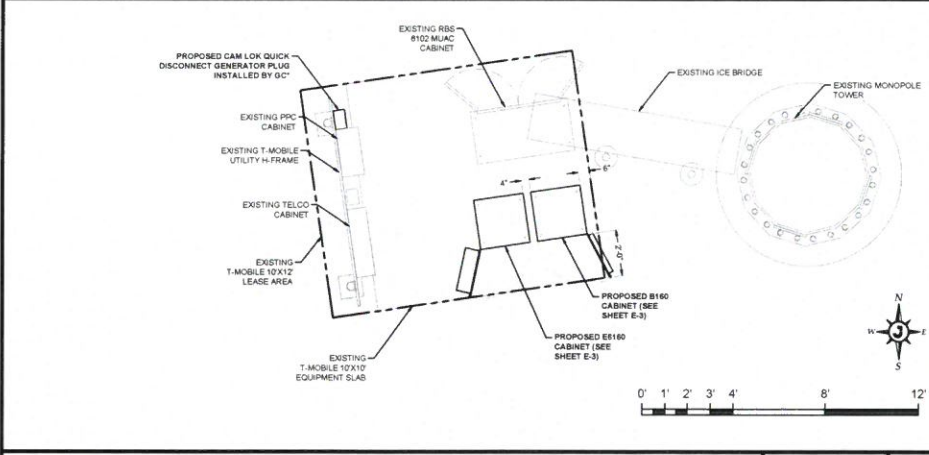 EXISTING RBS
6102 MUAC
CABINET
PROPOSED CAM LOK QUICK
DISCONNECT GENERATOR PLUG
INSTALLED BY GC*
EXISTING ICE BRIDGE
EXISTING MONOPOLE
TOWER
EXISTING PPC
CABINET
EXISTING T-MOBILE
UTILITY H-FRAME
EXISTING TELCO
CABINET
EXISTING
T-MOBILE 10'X12'
LEASE AREA
4"
6"
2'-0"
PROPOSED B160
CABINET (SEE
SHEET E-3)
PROPOSED E6160
CABINET (SEE
SHEET E-3)
EXISTING
T-MOBILE 10'X10'
EQUIPMENT SLAB
N
W
J
E
S
0' 1' 2' 3' 4' 8' 12'